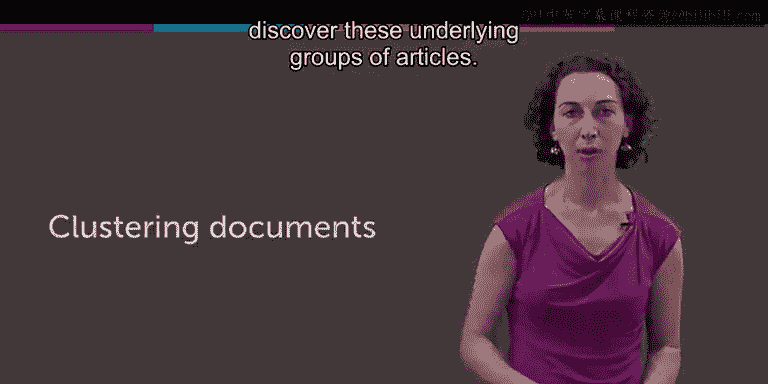 discover these underlying
groups of articles.
Clustering documents